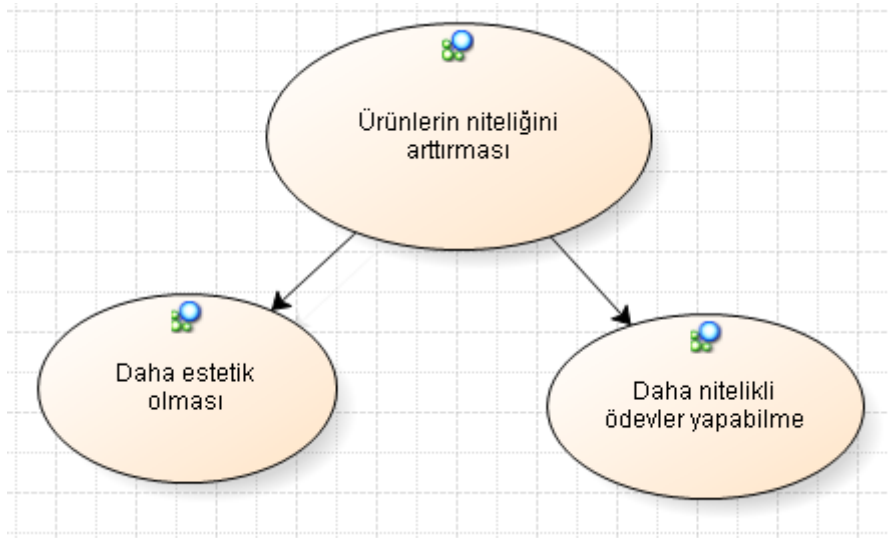 Ürünlerin niteliğini
arttırması
Daha estetik
olması
Daha nitelikli
ödevler yapabilme